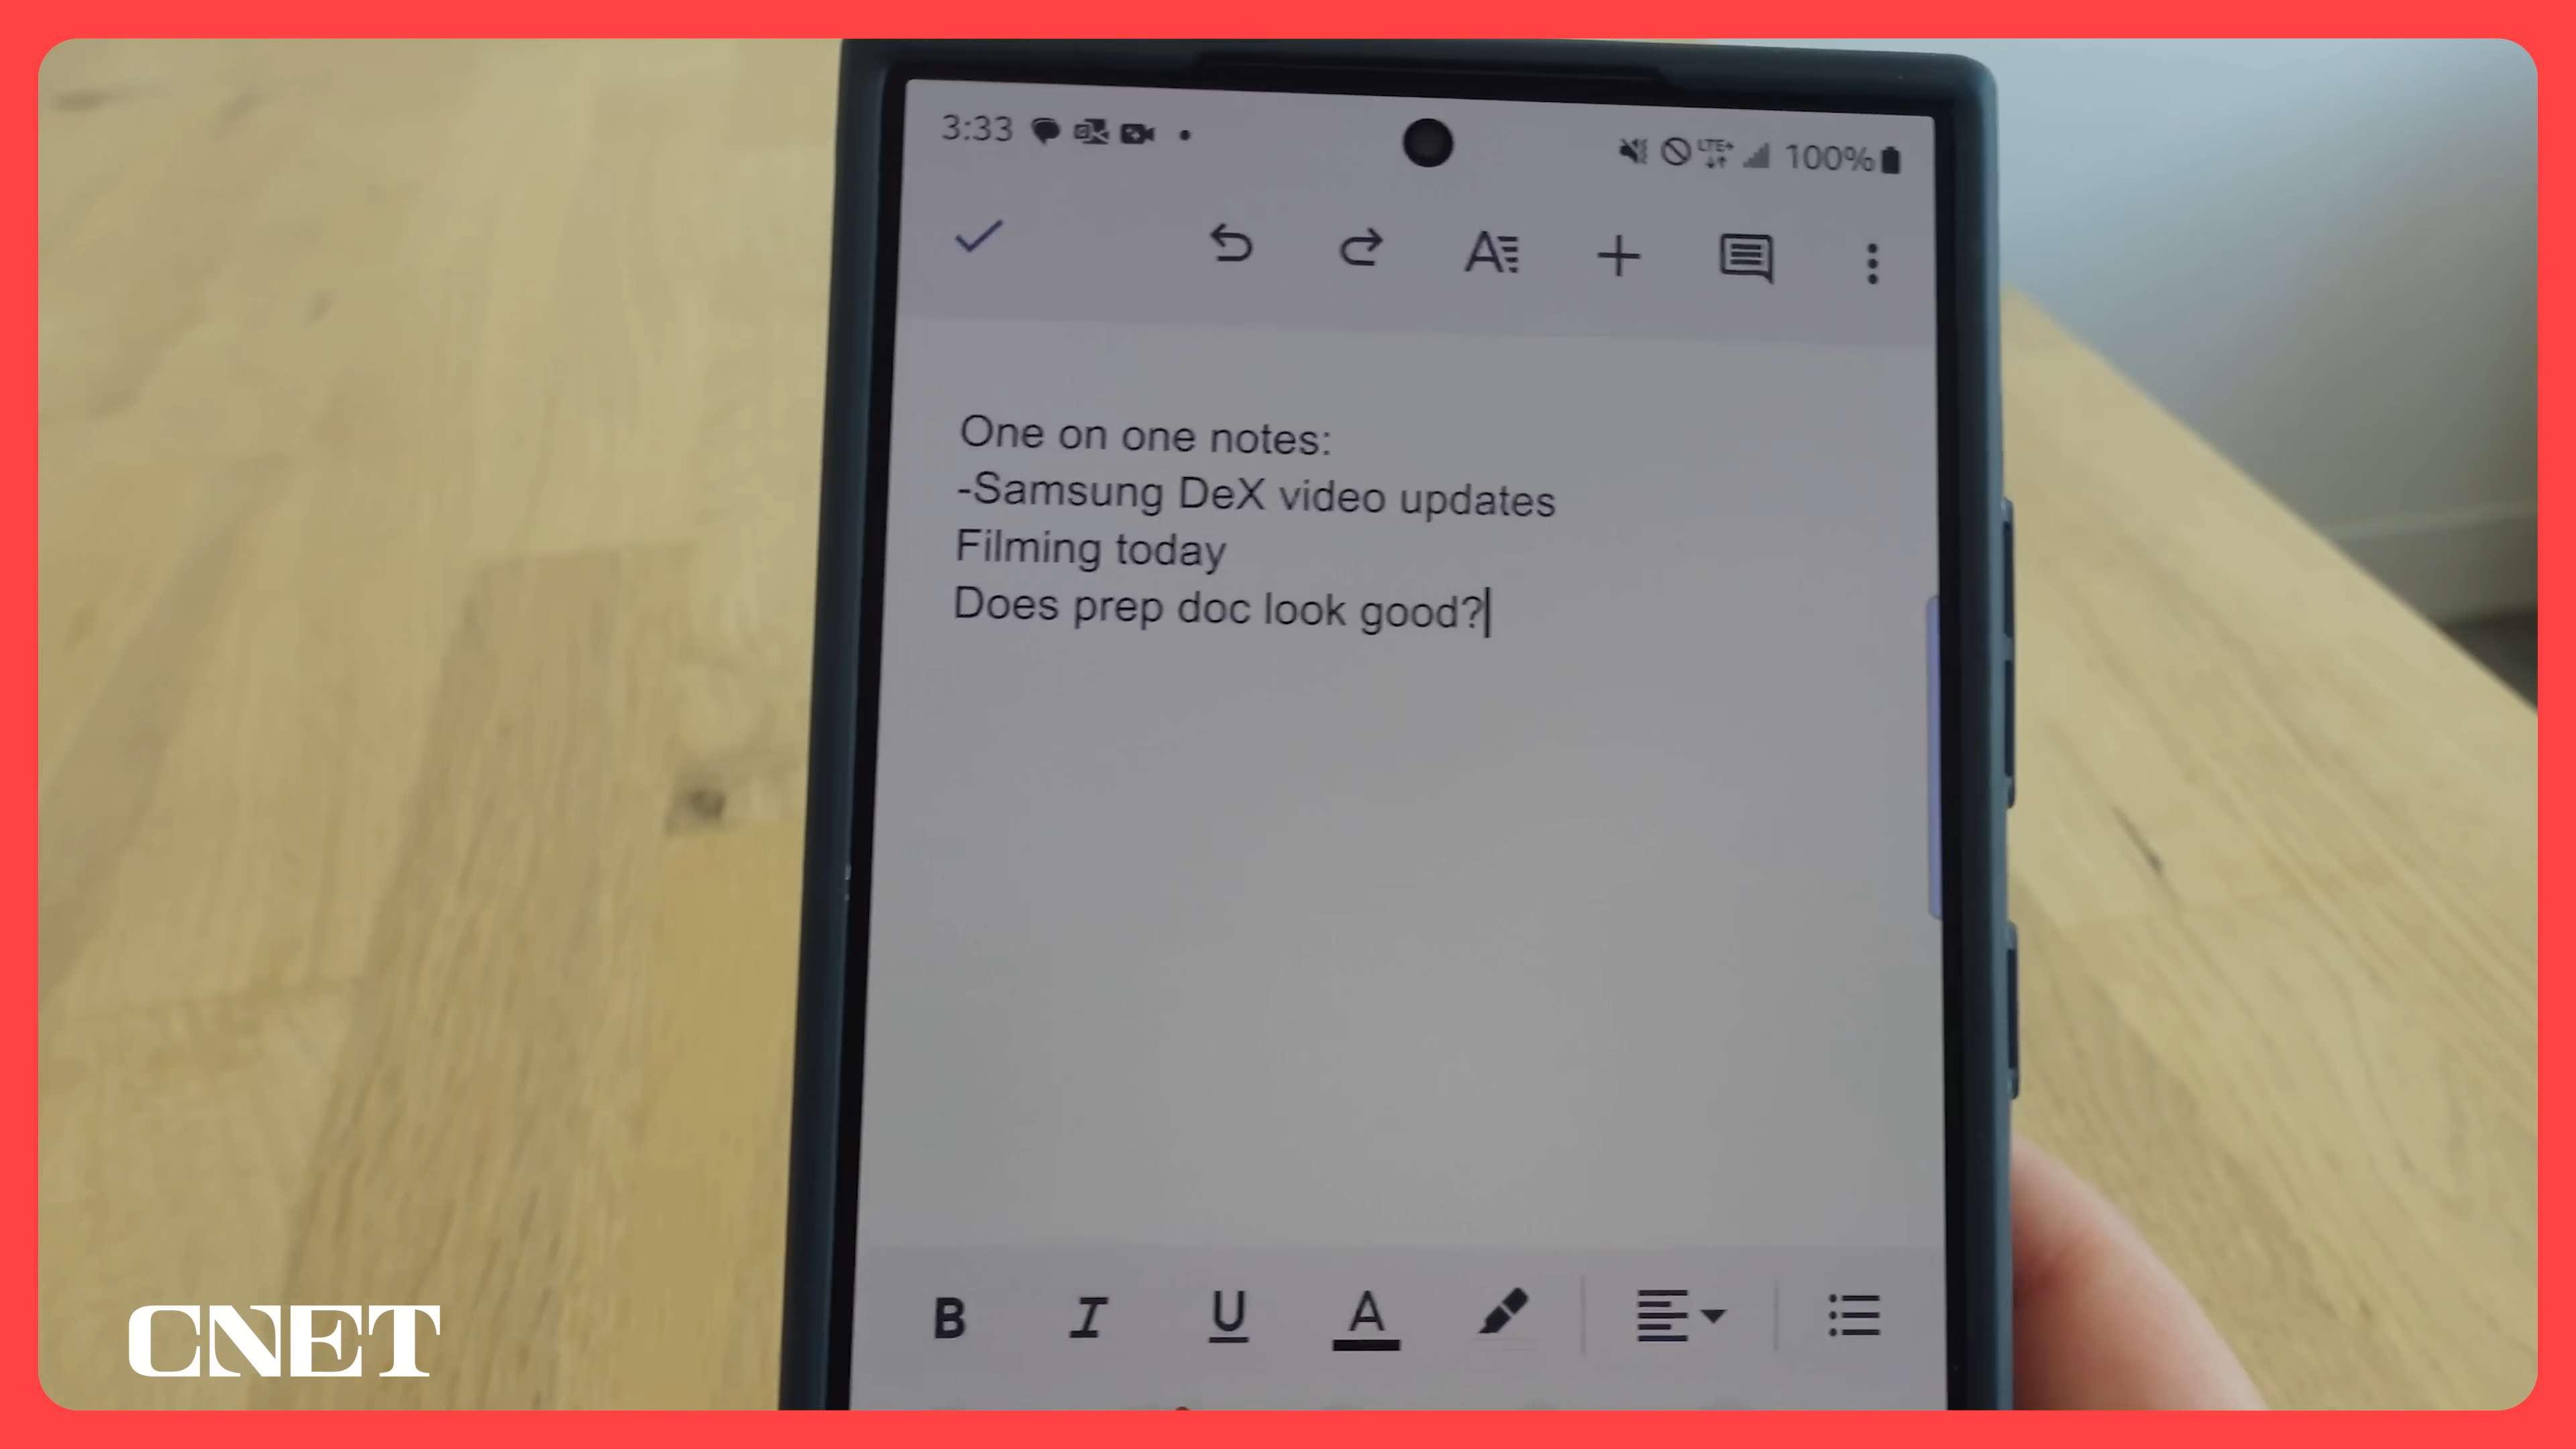 3:33
LTE+
100%
One on one notes:
-Samsung DeX video updates
Filming today
Does prep doc look good?
B I U A
CNET